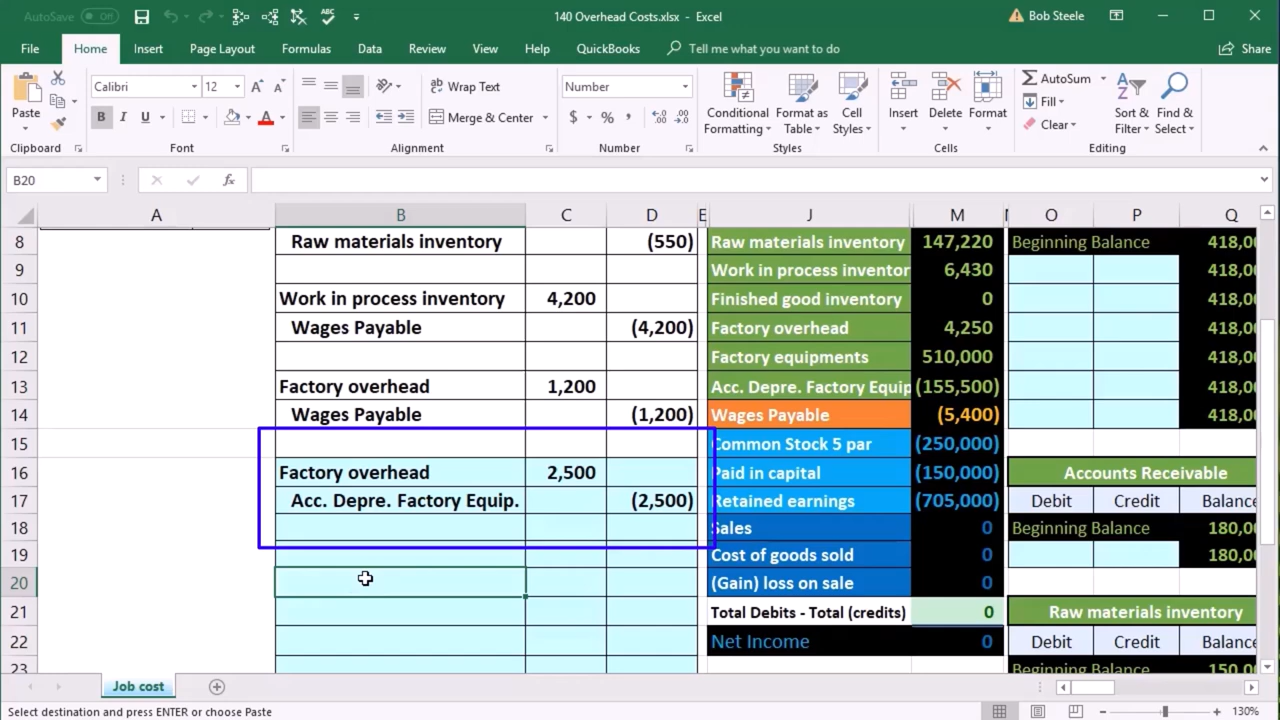 AutoSave Off 140 Overhead Costs.xlsx - Excel Bob Steele
File Home Insert Page Layout Formulas Data Review View Help QuickBooks Tell me what you want to do Share
Paste Calibri 12 Wrap Text Number AutoSum
Fill
B I U Merge & Center $ % Conditional Formatting Format as Table Cell Styles Insert Delete Format Clear Sort & Filter Find & Select
Clipboard Font Alignment Number Styles Cells Editing
B20 fx
A B C D E J M O P Q
8 Raw materials inventory (550) Raw materials inventory 147,220 Beginning Balance 418,0
9 Work in process inventor 6,430 418,0
10 Work in process inventory 4,200 Finished good inventory 0 418,0
11 Wages Payable (4,200) Factory overhead 4,250 418,0
12 Factory equipments 510,000 418,0
13 Factory overhead 1,200 Acc. Depre. Factory Equip (155,500) 418,0
14 Wages Payable (1,200) Wages Payable (5,400) 418,0
15 Common Stock 5 par (250,000)
16 Factory overhead 2,500 Paid in capital (150,000) Accounts Receivable
17 Acc. Depre. Factory Equip. (2,500) Retained earnings (705,000) Debit Credit Balance
18 Sales 0 Beginning Balance 180,0
19 Cost of goods sold 0 180,0
20 (Gain) loss on sale 0
21 Total Debits - Total (credits) 0 Raw materials inventory
22 Net Income 0 Debit Credit Balance
23 Beginning Balance 150,0
Job cost
Select destination and press ENTER or choose Paste 130%